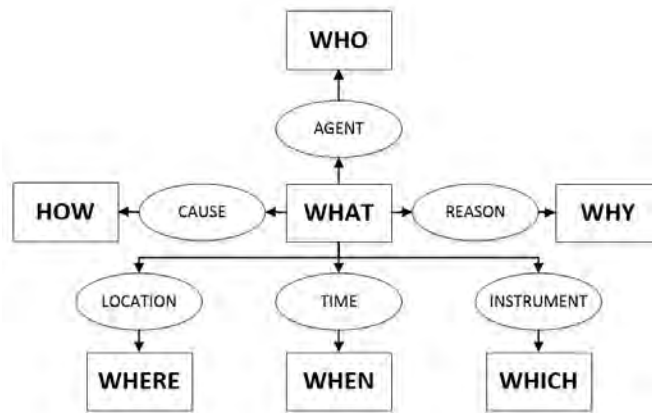 WHO
AGENT
HOW
CAUSE
WHAT
REASON
WHY
LOCATION
TIME
INSTRUMENT
WHERE
WHEN
WHICH